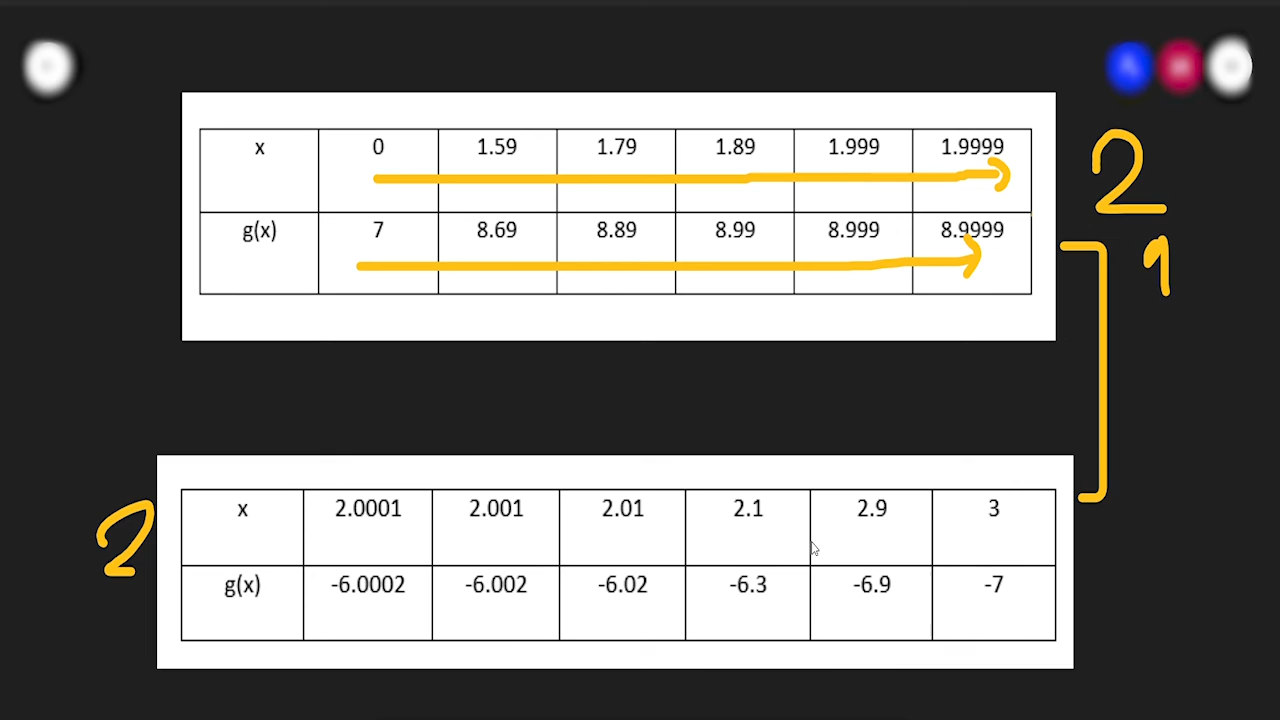 x 0 1.59 1.79 1.89 1.999 1.9999 2
g(x) 7 8.69 8.89 8.99 8.999 8.9999 9
2 x 2.0001 2.001 2.01 2.1 2.9 3
g(x) -6.0002 -6.002 -6.02 -6.3 -6.9 -7